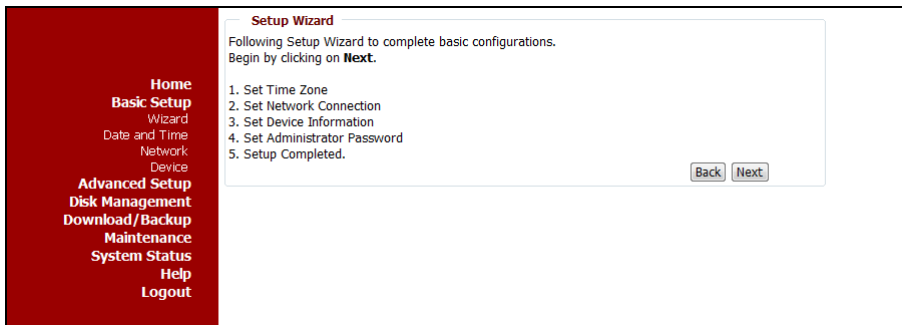 Home
Basic Setup
Wizard
Date and Time
Network
Device
Advanced Setup
Disk Management
Download/Backup
Maintenance
System Status
Help
Logout
Setup Wizard
Following Setup Wizard to complete basic configurations.
Begin by clicking on Next.
1. Set Time Zone
2. Set Network Connection
3. Set Device Information
4. Set Administrator Password
5. Setup Completed.
Back Next